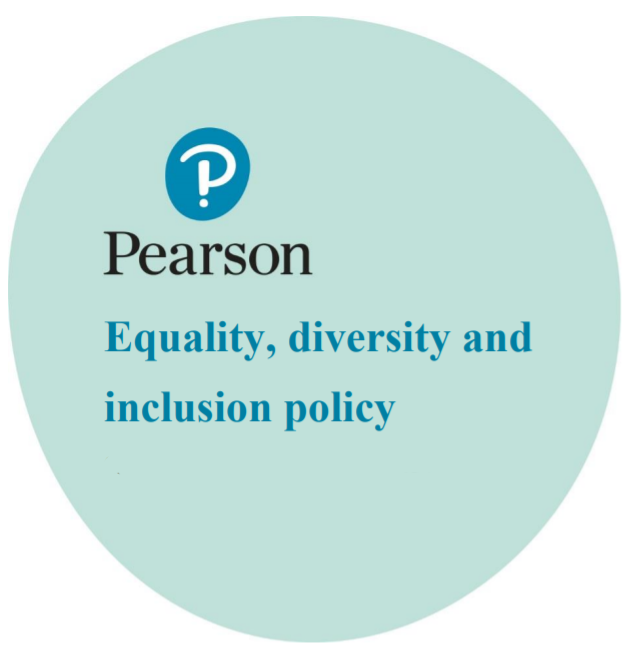 Pearson
Equality, diversity and
inclusion policy